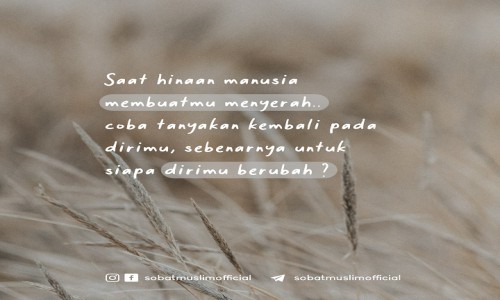 Saat hinaan manusia
membuatmu menyerah..
coba tanyakan kembali pada
dirimu, sebenarnya untuk
siapa dirimu berubah ?
sobatmuslimofficial sobatmuslimofficial